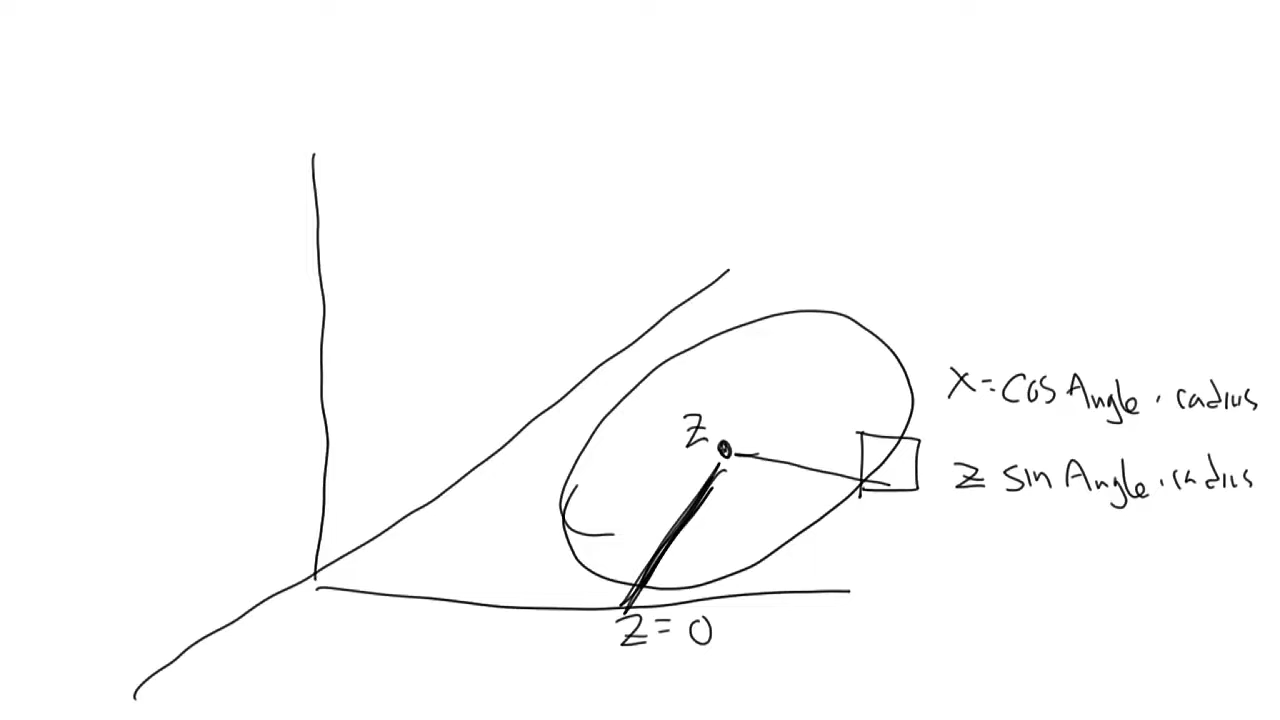 X = cos Angle · radius
Z
Z sin Angle · radius
Z = 0